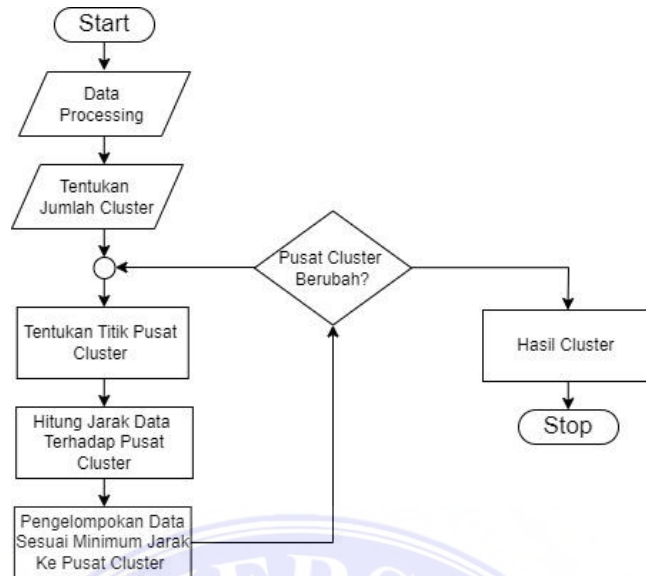 Start
Data
Processing
Tentukan
Jumlah Cluster
Pusat Cluster
Berubah?
Tentukan Titik Pusat
Cluster
Hasil Cluster
Hitung Jarak Data
Terhadap Pusat
Cluster
Stop
Pengelompokan Data
Sesuai Minimum Jarak
Ke Pusat Cluster